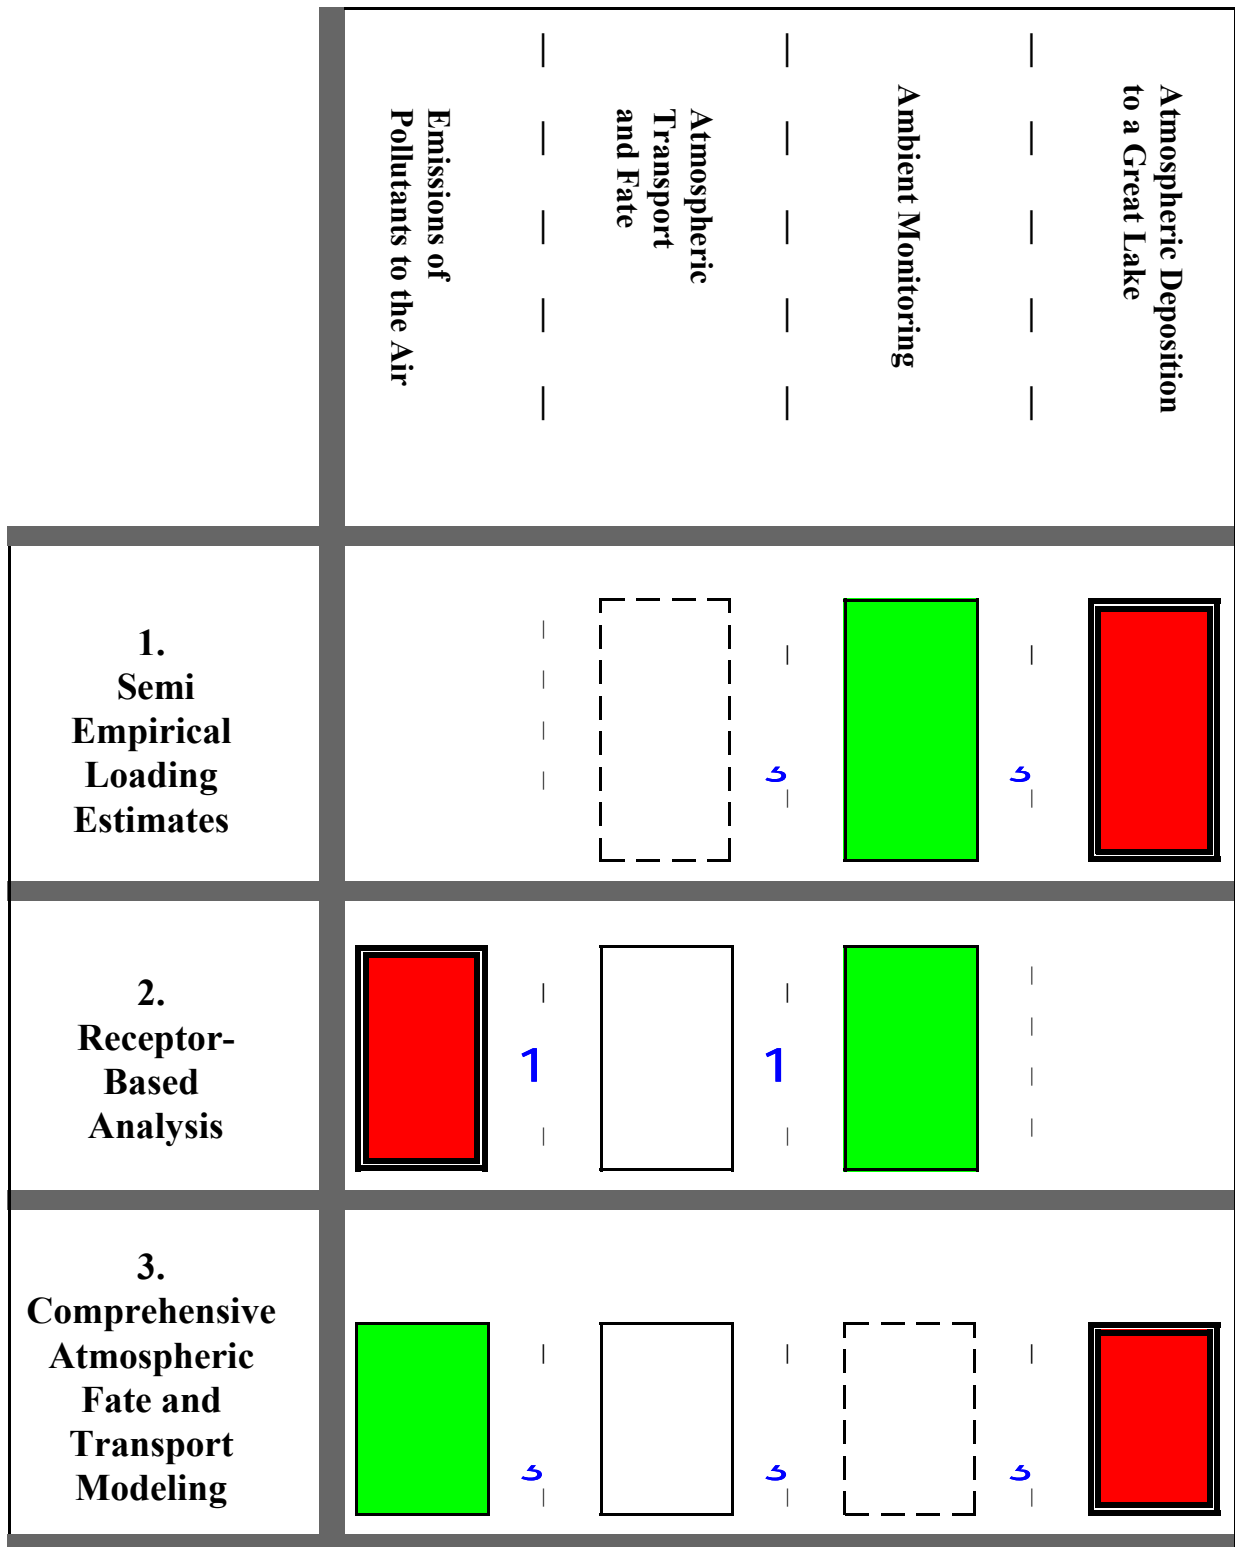 Emissions of
Pollutants to the Air
Atmospheric
Transport
and Fate
Ambient Monitoring
Atmospheric Deposition
to a Great Lake
1.
Semi
Empirical
Loading
Estimates
2.
Receptor-
Based
Analysis
1
1
3.
Comprehensive
Atmospheric
Fate and
Transport
Modeling